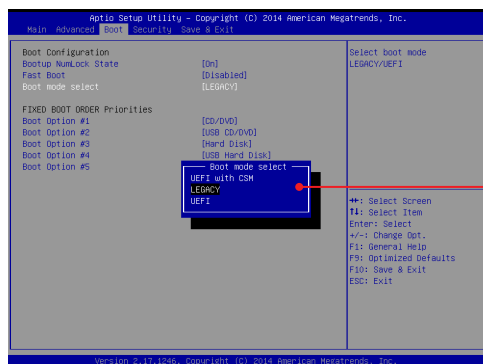 Aptio Setup Utility – Copyright (C) 2014 American Megatrends, Inc.
Main Advanced Boot Security Save & Exit
Boot Configuration
Bootup NumLock State [On]
Fast Boot [Disabled]
Boot mode select [LEGACY]
FIXED BOOT ORDER Priorities
Boot Option #1 [CD/DVD]
Boot Option #2 [USB CD/DVD]
Boot Option #3 [Hard Disk]
Boot Option #4 [USB Hard Disk]
Boot Option #5
Boot mode select
UEFI with CSM
LEGACY
UEFI
Select boot mode
LEGACY/UEFI
→←: Select Screen
↑↓: Select Item
Enter: Select
+/-: Change Opt.
F1: General Help
F9: Optimized Defaults
F10: Save & Exit
ESC: Exit
Version 2.17.1246. Copyright (C) 2014 American Megatrends, Inc.